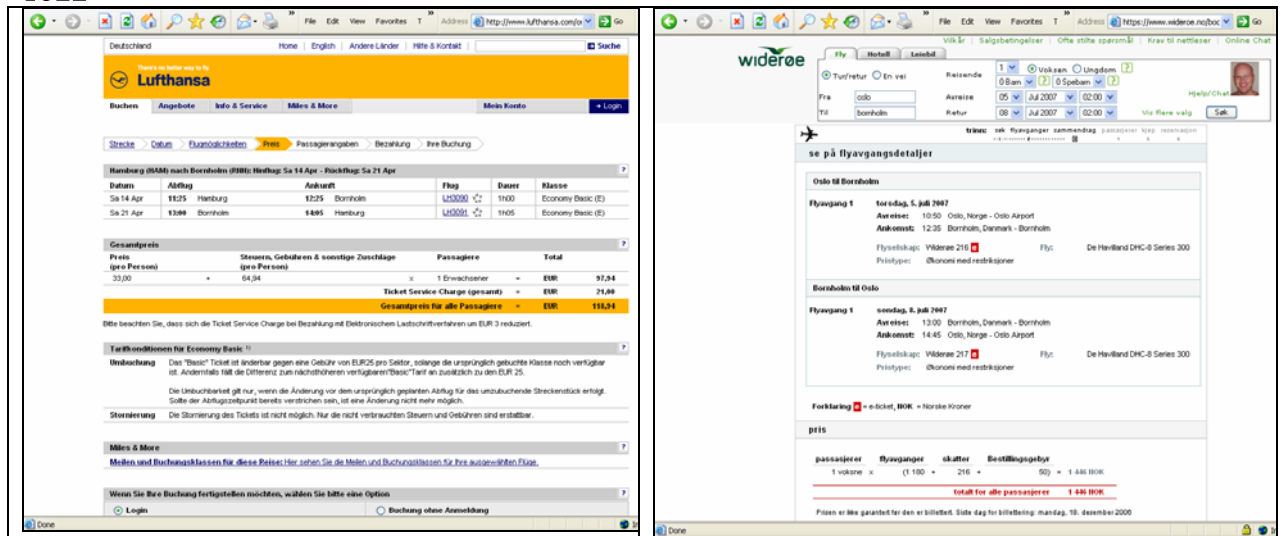 File Edit View Favorites T Address http://www.lufthansa.com/o Go
Deutschland Home | English | Andere Länder | Hilfe & Kontakt | Suche
There's no better way to fly.
Lufthansa
Buchen Angebote Info & Service Miles & More Mein Konto Login
Strecke Datum Flugmöglichkeiten Preis Passagierangaben Bezahlung Ihre Buchung
Hamburg (HAM) nach Bornholm (RNN): Hinflug: Sa 14 Apr - Rückflug: Sa 21 Apr ?
Datum Abflug Ankunft Flug Dauer Klasse
Sa 14 Apr 11:25 Hamburg 12:25 Bornholm LH3090 1h00 Economy Basic (E)
Sa 21 Apr 13:00 Bornholm 14:05 Hamburg LH3091 1h05 Economy Basic (E)
Gesamtpreis ?
Preis Steuern, Gebühren & sonstige Zuschläge Passagiere Total
(pro Person) (pro Person)
33,00 + 64,94 x 1 Erwachsener = EUR 97,94
Ticket Service Charge (gesamt) = EUR 21,00
Gesamtpreis für alle Passagiere = EUR 118,94
Bitte beachten Sie, dass sich die Ticket Service Charge bei Bezahlung mit Elektronischem Lastschriftverfahren um EUR 3 reduziert.
Tarifkonditionen für Economy Basic 1) ?
Umbuchung Das "Basic" Ticket ist änderbar gegen eine Gebühr von EUR25 pro Sektor, solange die ursprünglich gebuchte Klasse noch verfügbar
ist. Andernfalls fällt die Differenz zum nächsthöheren verfügbaren"Basic"Tarif an zusätzlich zu den EUR 25.
Die Umbuchbarkeit gilt nur, wenn die Änderung vor dem ursprünglich geplanten Abflug für das umzubuchende Streckenstück erfolgt.
Sollte der Abflugszeitpunkt bereits verstrichen sein, ist eine Änderung nicht mehr möglich.
Stornierung Die Stornierung des Tickets ist nicht möglich. Nur die nicht verbrauchten Steuern und Gebühren sind erstattbar.
Miles & More ?
Meilen und Buchungsklassen für diese Reise: Hier sehen Sie die Meilen und Buchungsklassen für Ihre ausgewählten Flüge.
Wenn Sie Ihre Buchung fertigstellen möchten, wählen Sie bitte eine Option ?
Login Buchung ohne Anmeldung
Done
File Edit View Favorites T Address https://www.wideroe.no/boc Go
Vilkår | Salgsbetingelser | Ofte stilte spørsmål | Krav til nettleser | Online Chat
widerøe
Fly Hotell Leiebil
Tur/retur En vei Reisende 1 Voksen Ungdom ?
0 Barn ? 0 Spebarn ?
Hjelp/Chat
Fra oslo Avreise 05 Jul 2007 02:00
Til bornholm Retur 08 Jul 2007 02:00 Vis flere valg Søk
trinn: søk flyavganger sammendrag passasjerer kjøp reservasjon
se på flyavgangsdetaljer
Oslo til Bornholm
Flyavgang 1 torsdag, 5. juli 2007
Avreise: 10:50 Oslo, Norge - Oslo Airport
Ankomst: 12:35 Bornholm, Danmark - Bornholm
Flyselskap: Widerøe 216 e Fly: De Havilland DHC-8 Series 300
Pristype: Økonomi med restriksjoner
Bornholm til Oslo
Flyavgang 1 søndag, 8. juli 2007
Avreise: 13:00 Bornholm, Danmark - Bornholm
Ankomst: 14:45 Oslo, Norge - Oslo Airport
Flyselskap: Widerøe 217 e Fly: De Havilland DHC-8 Series 300
Pristype: Økonomi med restriksjoner
Forklaring e = e-ticket, NOK = Norske Kroner
pris
passasjerer flyavganger skatter Bestillingsgebyr
1 voksne x (1 180 + 216 + 50) = 1 446 NOK
totalt for alle passasjerer 1 446 NOK
Prisen er ikke garantert før den er billettert. Siste dag for billettering: mandag, 18. desember 2006
Done